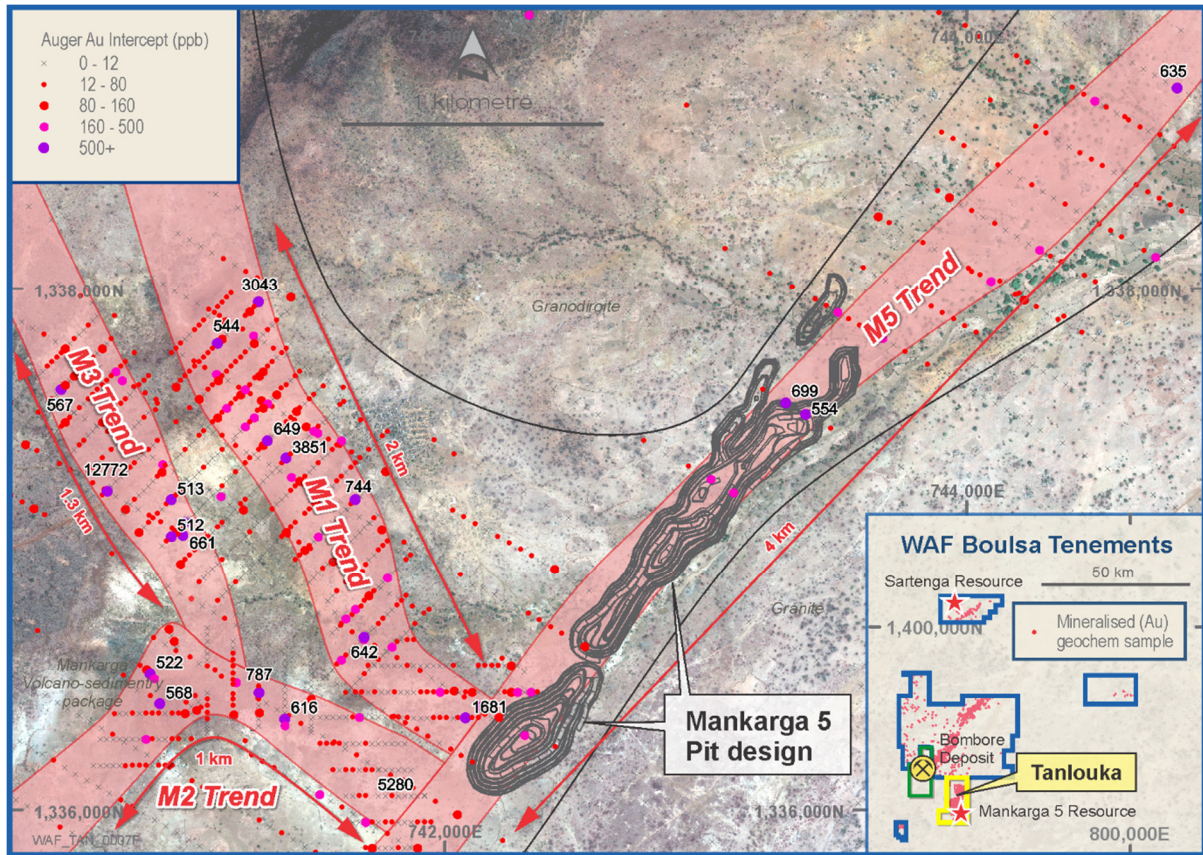 Auger Au Intercept (ppb)
0 - 12
12 - 80
80 - 160
160 - 500
500+
744,000E
1 kilometre
635
M5 Trend
1,338,000N
1,338,000N
Granodiroite
3043
544
M3 Trend
567
649
3851
2 km
699
554
12772
513
744
M1 Trend
1.3 km
512
661
744,000E
4 km
Granite
642
522
Mankarga
Volcano-sedimentry
package
568
787
616
1681
Mankarga 5
Pit design
1 km
M2 Trend
5280
1,336,000N
742,000E
1,336,000N
WAF_TAN_0007F
WAF Boulsa Tenements
50 km
Sartenga Resource
Mineralised (Au)
geochem sample
1,400,000N
Bombore
Deposit
Tanlouka
Mankarga 5 Resource
800,000E